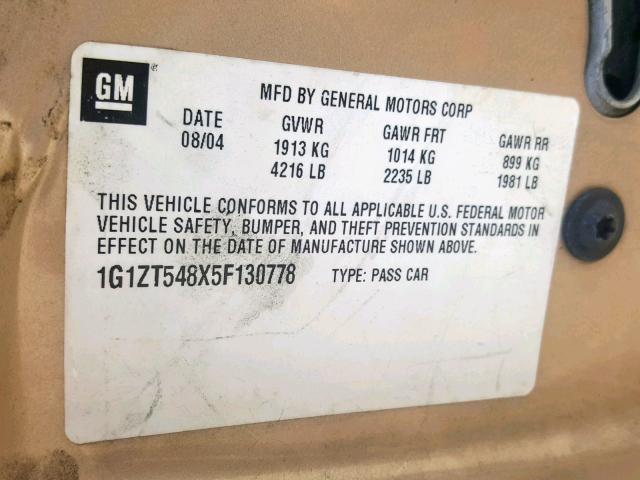 GM
MFD BY GENERAL MOTORS CORP
DATE GVWR GAWR FRT GAWR RR
08/04 1913 KG 1014 KG 899 KG
4216 LB 2235 LB 1981 LB
THIS VEHICLE CONFORMS TO ALL APPLICABLE U.S. FEDERAL MOTOR
VEHICLE SAFETY, BUMPER, AND THEFT PREVENTION STANDARDS IN
EFFECT ON THE DATE OF MANUFACTURE SHOWN ABOVE.
1G1ZT548X5F130778 TYPE: PASS CAR